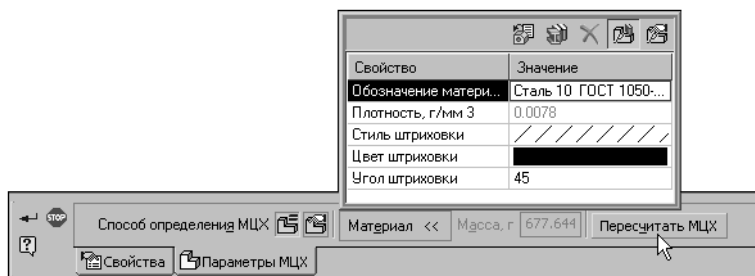 Свойство Значение
Обозначение матери... Сталь 10 ГОСТ 1050-...
Плотность, г/мм 3 0.0078
Стиль штриховки
Цвет штриховки
Угол штриховки 45
STOP Способ определения МЦХ Материал << Масса, г 677.644 Пересчитать МЦХ
Свойства Параметры МЦХ